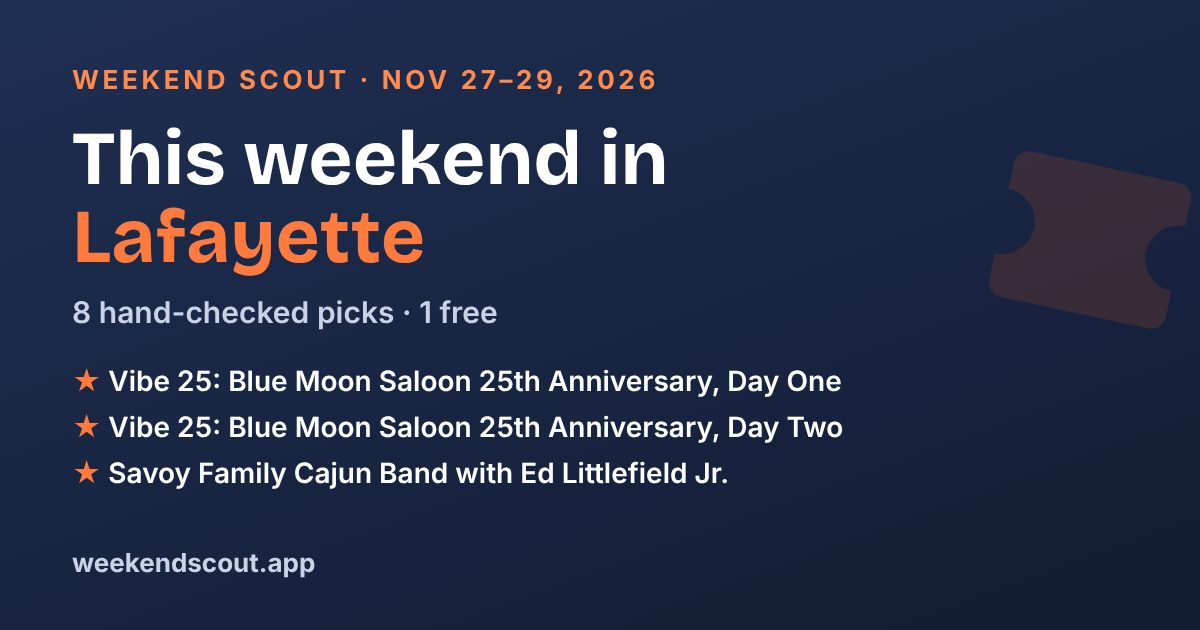 WEEKEND SCOUT · NOV 27–29, 2026
This weekend in
Lafayette
8 hand-checked picks · 1 free
★ Vibe 25: Blue Moon Saloon 25th Anniversary, Day One
★ Vibe 25: Blue Moon Saloon 25th Anniversary, Day Two
★ Savoy Family Cajun Band with Ed Littlefield Jr.
weekendscout.app